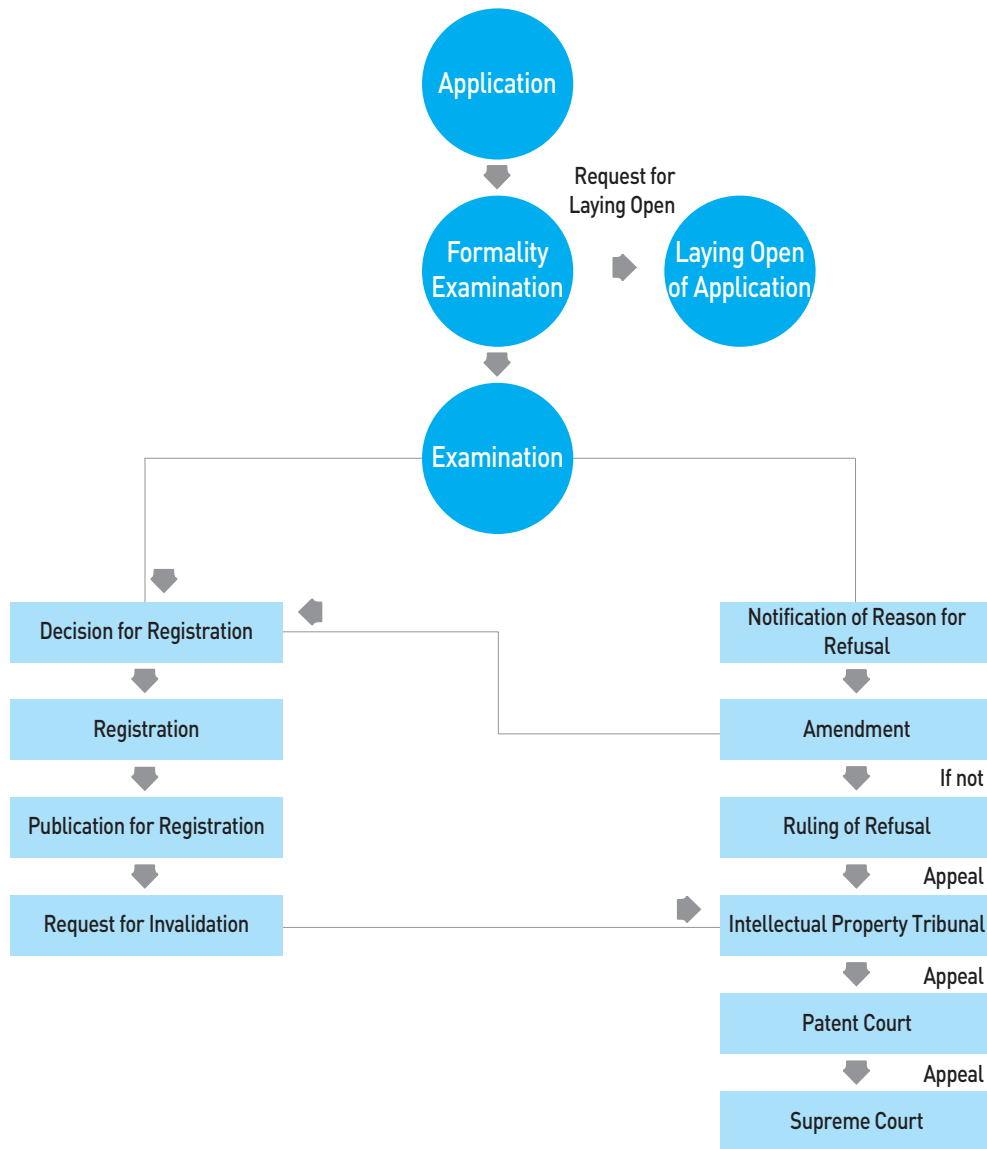 Application
Request for
Laying Open
Formality
Examination
Laying Open
of Application
Examination
Decision for Registration
Notification of Reason for
Refusal
Registration
Amendment
If not
Publication for Registration
Ruling of Refusal
Appeal
Request for Invalidation
Intellectual Property Tribunal
Appeal
Patent Court
Appeal
Supreme Court